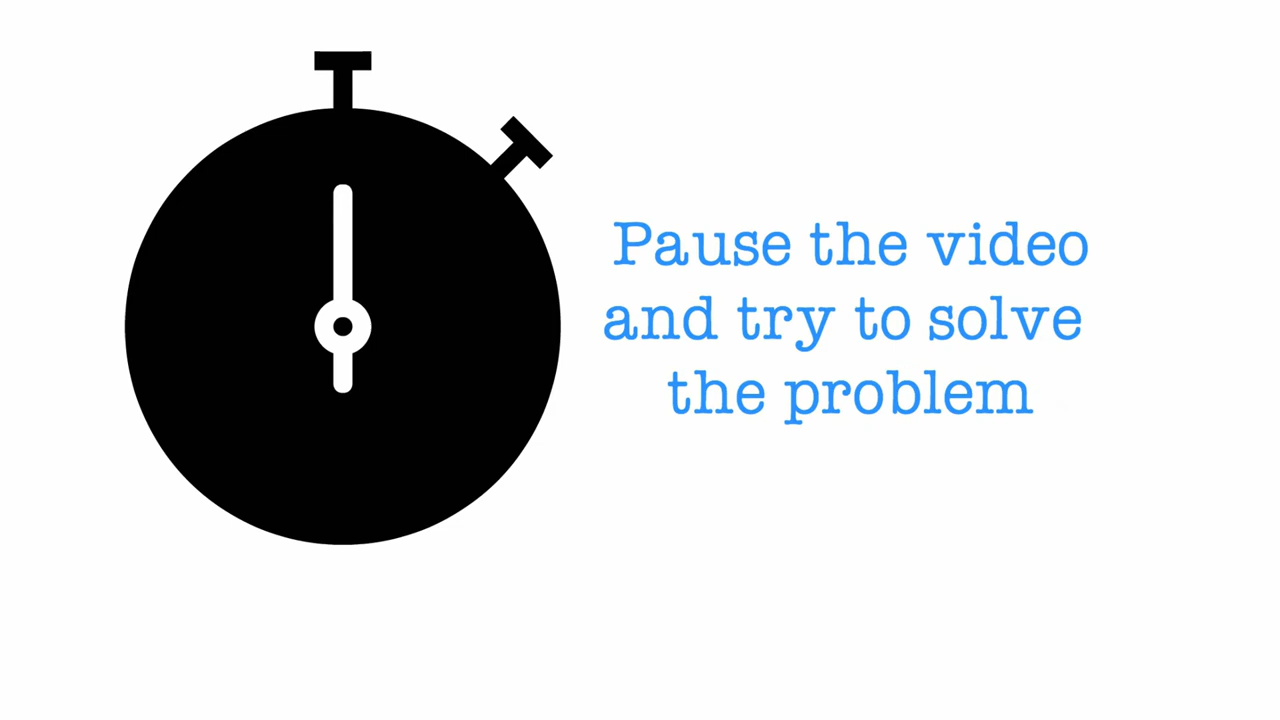 Pause the video
and try to solve
the problem